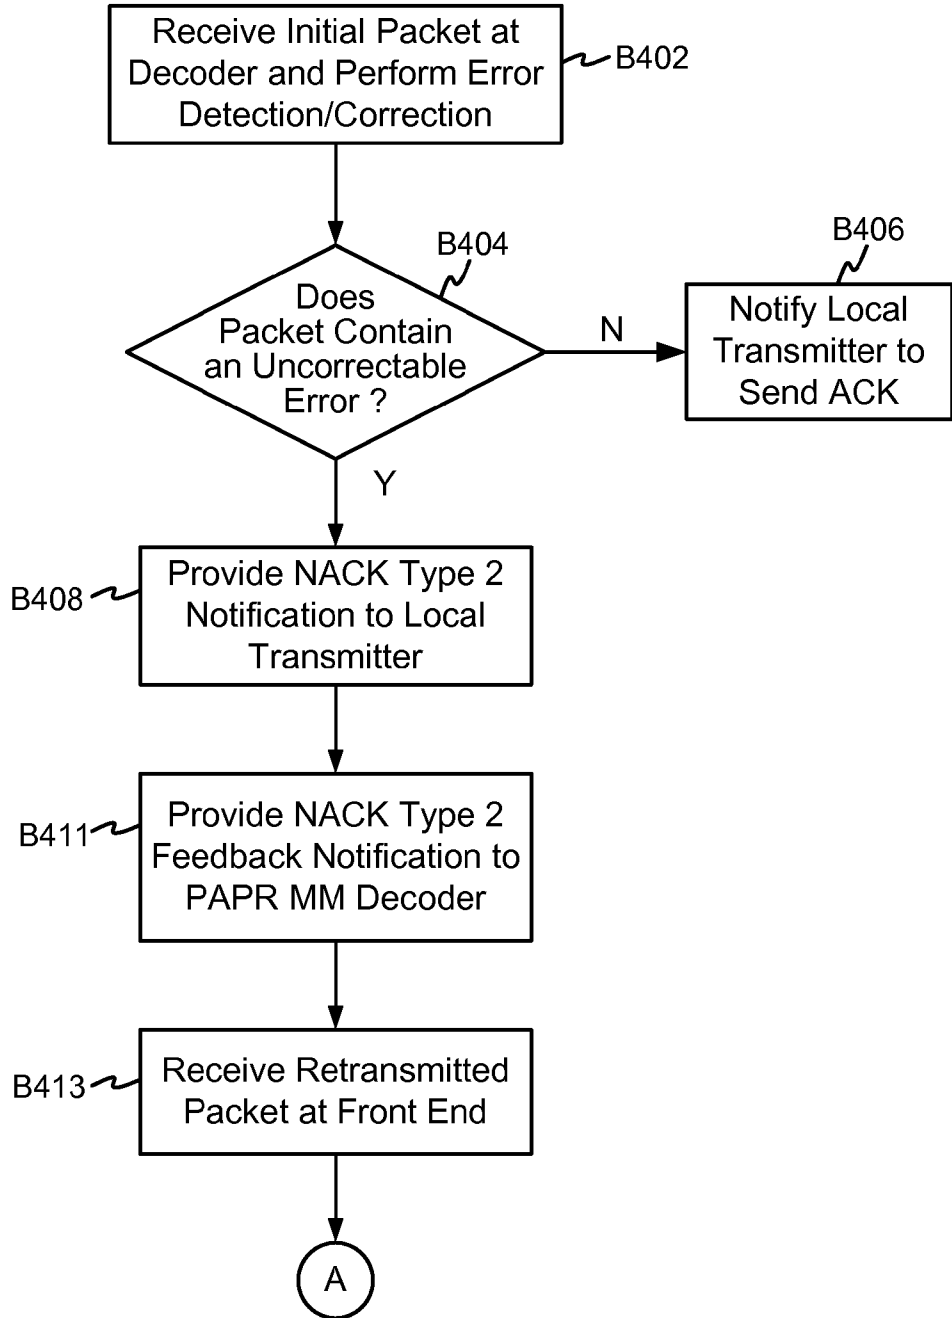 Receive Initial Packet at
Decoder and Perform Error
Detection/Correction
B402
B404
Does
Packet Contain
an Uncorrectable
Error ?
N
B406
Notify Local
Transmitter to
Send ACK
Y
B408
Provide NACK Type 2
Notification to Local
Transmitter
B411
Provide NACK Type 2
Feedback Notification to
PAPR MM Decoder
B413
Receive Retransmitted
Packet at Front End
A